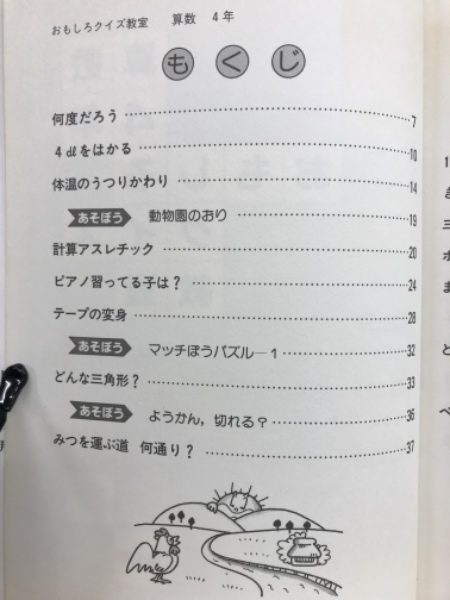 おもしろクイズ教室　算数　4年
もくじ
何度だろう……7
4dℓをはかる……10
体温のうつりかわり……14
あそぼう 動物園のおり……19
計算アスレチック……20
ピアノ習ってる子は？……24
テープの変身……28
あそぼう マッチぼうパズル―1……32
どんな三角形？……33
あそぼう ようかん，切れる？……36
みつを運ぶ道　何通り？……37